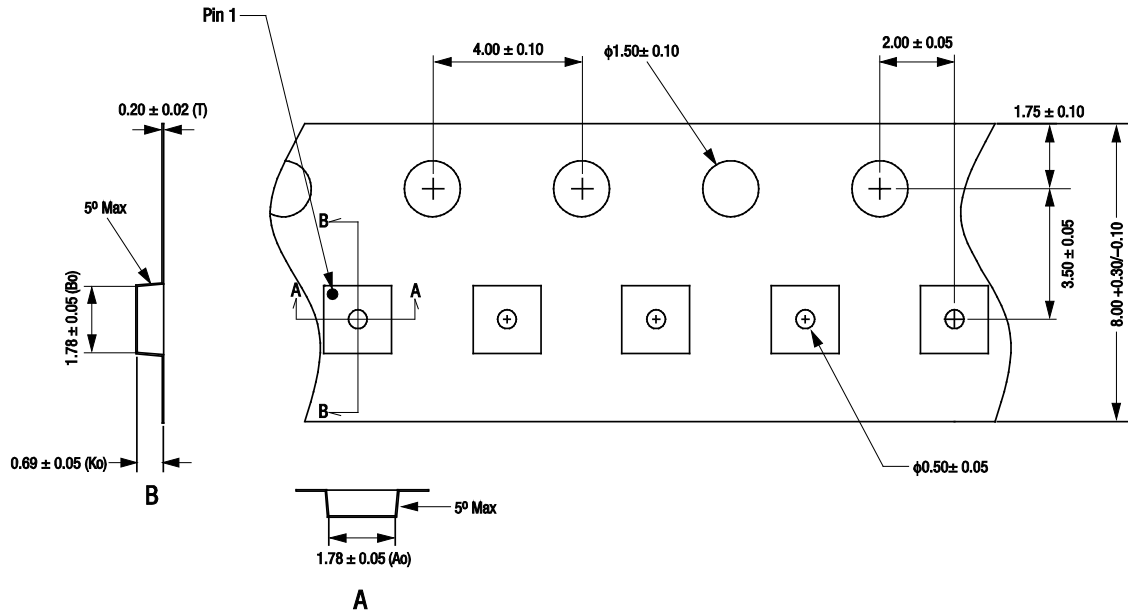 Pin 1
4.00 ± 0.10
ϕ1.50± 0.10
2.00 ± 0.05
0.20 ± 0.02 (T)
1.75 ± 0.10
5º Max
B
3.50 ± 0.05
8.00 +0.30/–0.10
1.78 ± 0.05 (Bo)
A
A
B
0.69 ± 0.05 (Ko)
ϕ0.50± 0.05
B
5º Max
1.78 ± 0.05 (Ao)
A